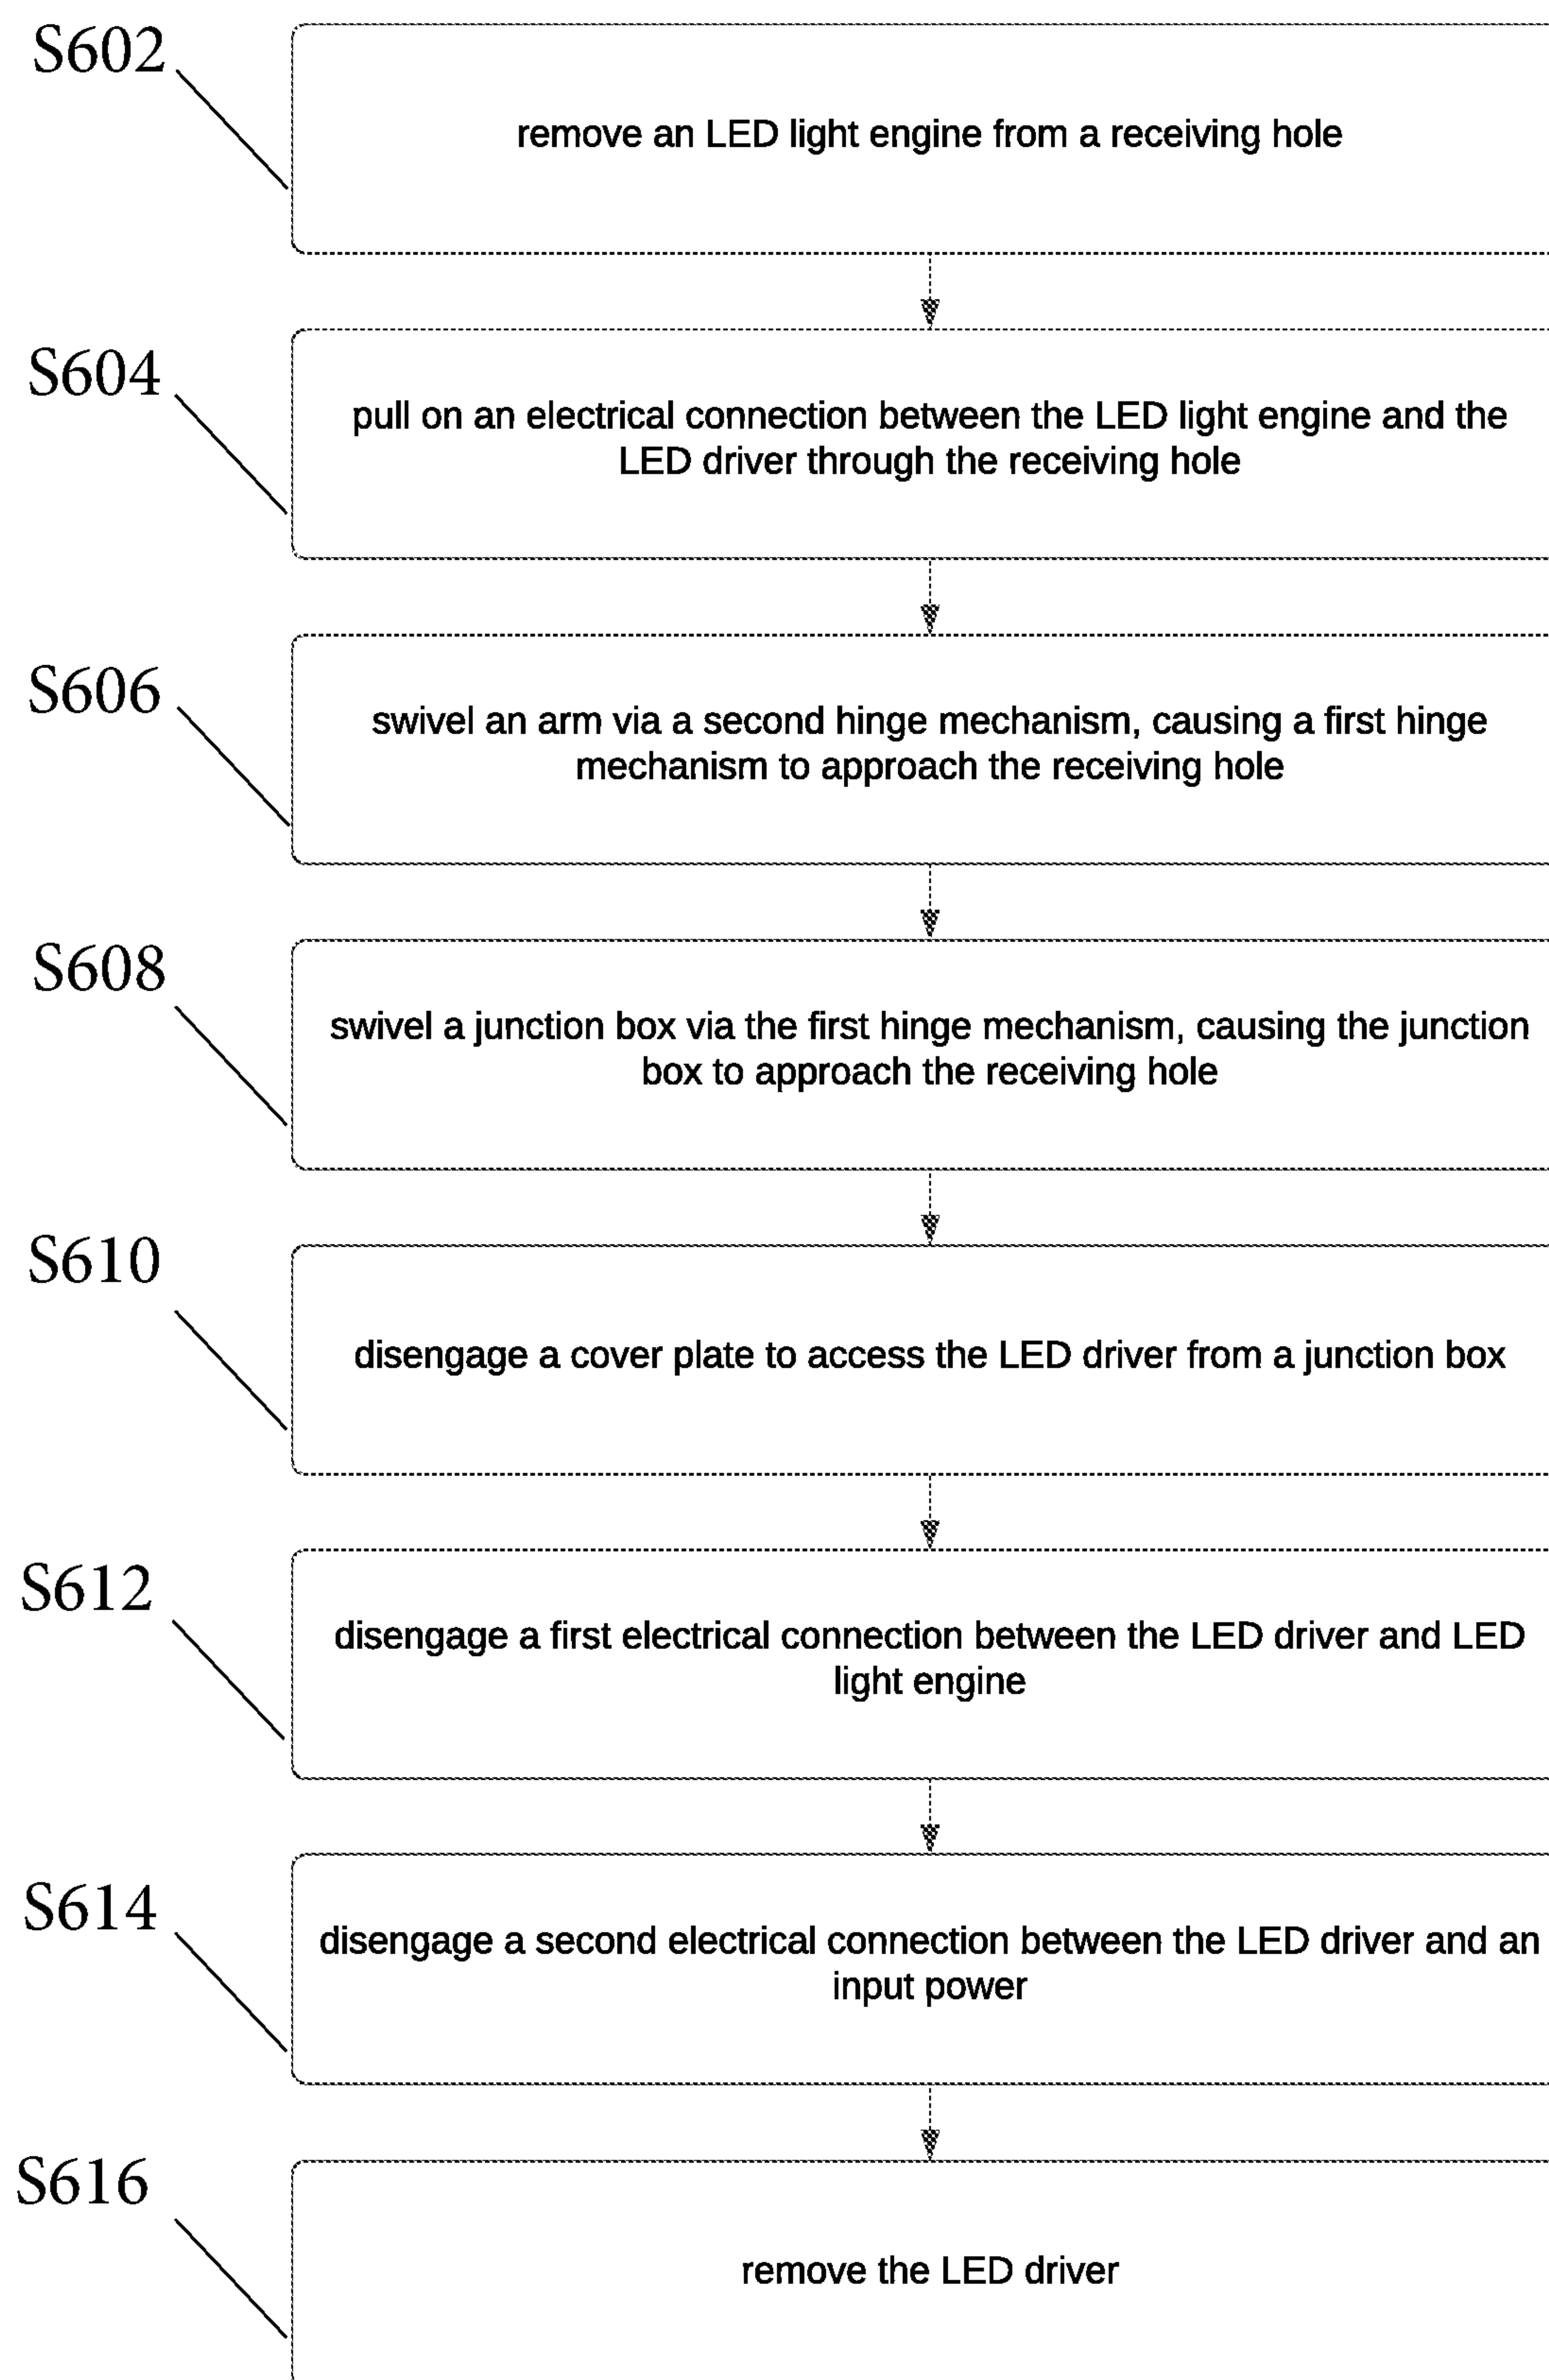 S602
remove an LED light engine from a receiving hole
S604
pull on an electrical connection between the LED light engine and the
LED driver through the receiving hole
S606
swivel an arm via a second hinge mechanism, causing a first hinge
mechanism to approach the receiving hole
S608
swivel a junction box via the first hinge mechanism, causing the junction
box to approach the receiving hole
S610
disengage a cover plate to access the LED driver from a junction box
S612
disengage a first electrical connection between the LED driver and LED
light engine
S614
disengage a second electrical connection between the LED driver and an
input power
S616
remove the LED driver